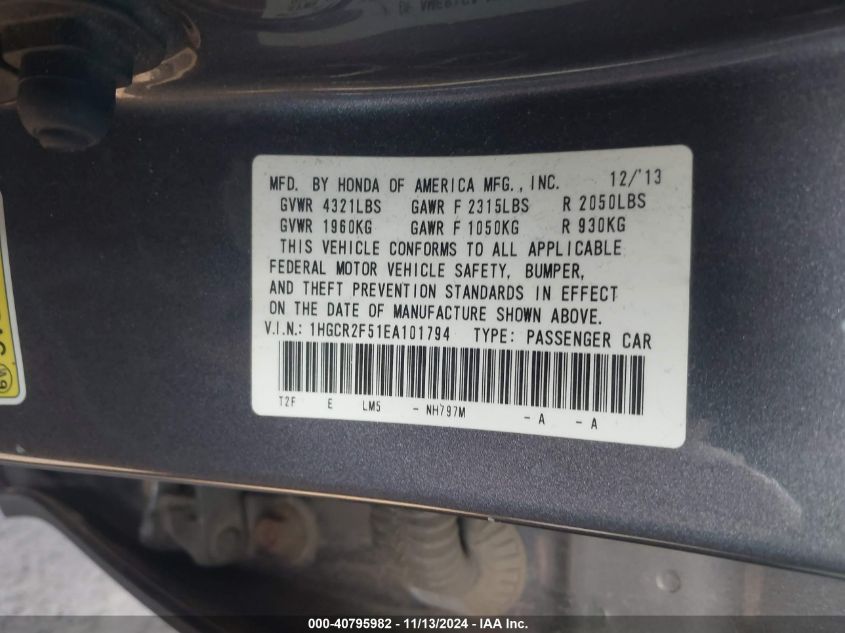 MFD. BY HONDA OF AMERICA MFG., INC. 12/'13
GVWR 4321LBS GAWR F 2315LBS R 2050LBS
GVWR 1960KG GAWR F 1050KG R 930KG
THIS VEHICLE CONFORMS TO ALL APPLICABLE
FEDERAL MOTOR VEHICLE SAFETY, BUMPER,
AND THEFT PREVENTION STANDARDS IN EFFECT
ON THE DATE OF MANUFACTURE SHOWN ABOVE.
V.I.N.: 1HGCR2F51EA101794 TYPE: PASSENGER CAR
T2F E LM5 - NH797M - A - A
000-40795982 - 11/13/2024 - IAA Inc.